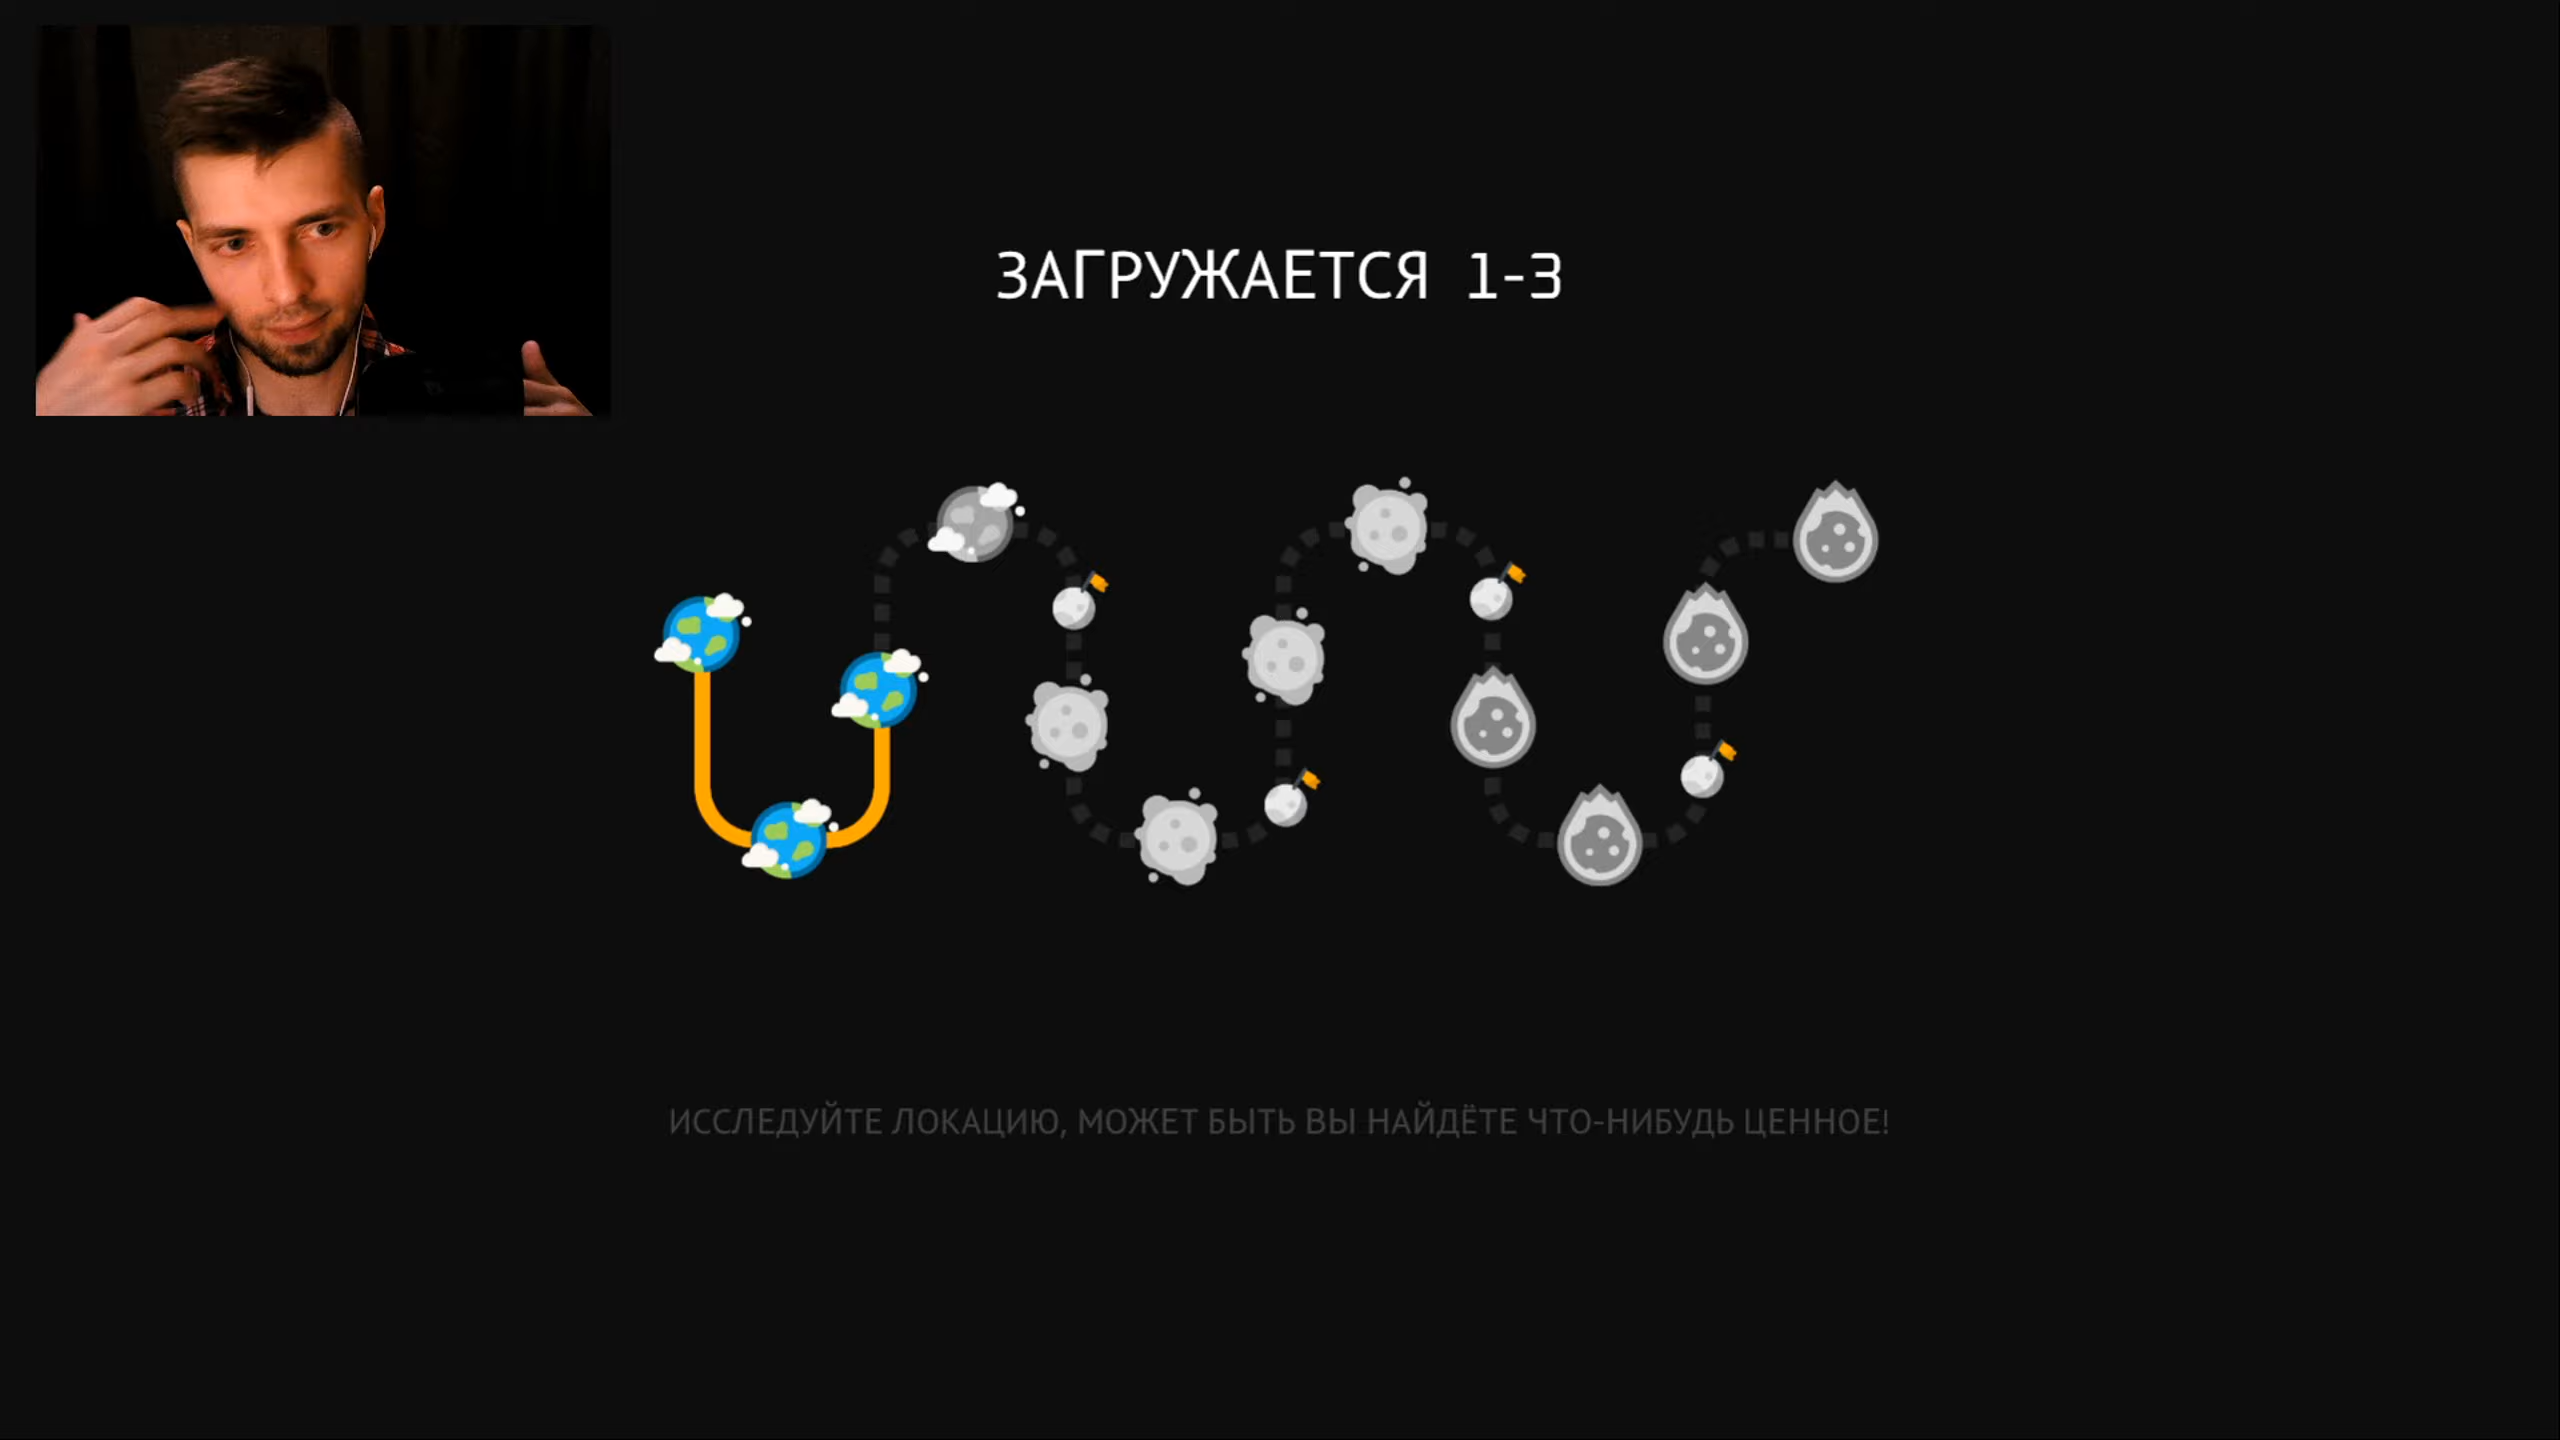 ЗАГРУЖАЕТСЯ 1-3
ИССЛЕДУЙТЕ ЛОКАЦИЮ, МОЖЕТ БЫТЬ ВЫ НАЙДЁТЕ ЧТО-НИБУДЬ ЦЕННОЕ!